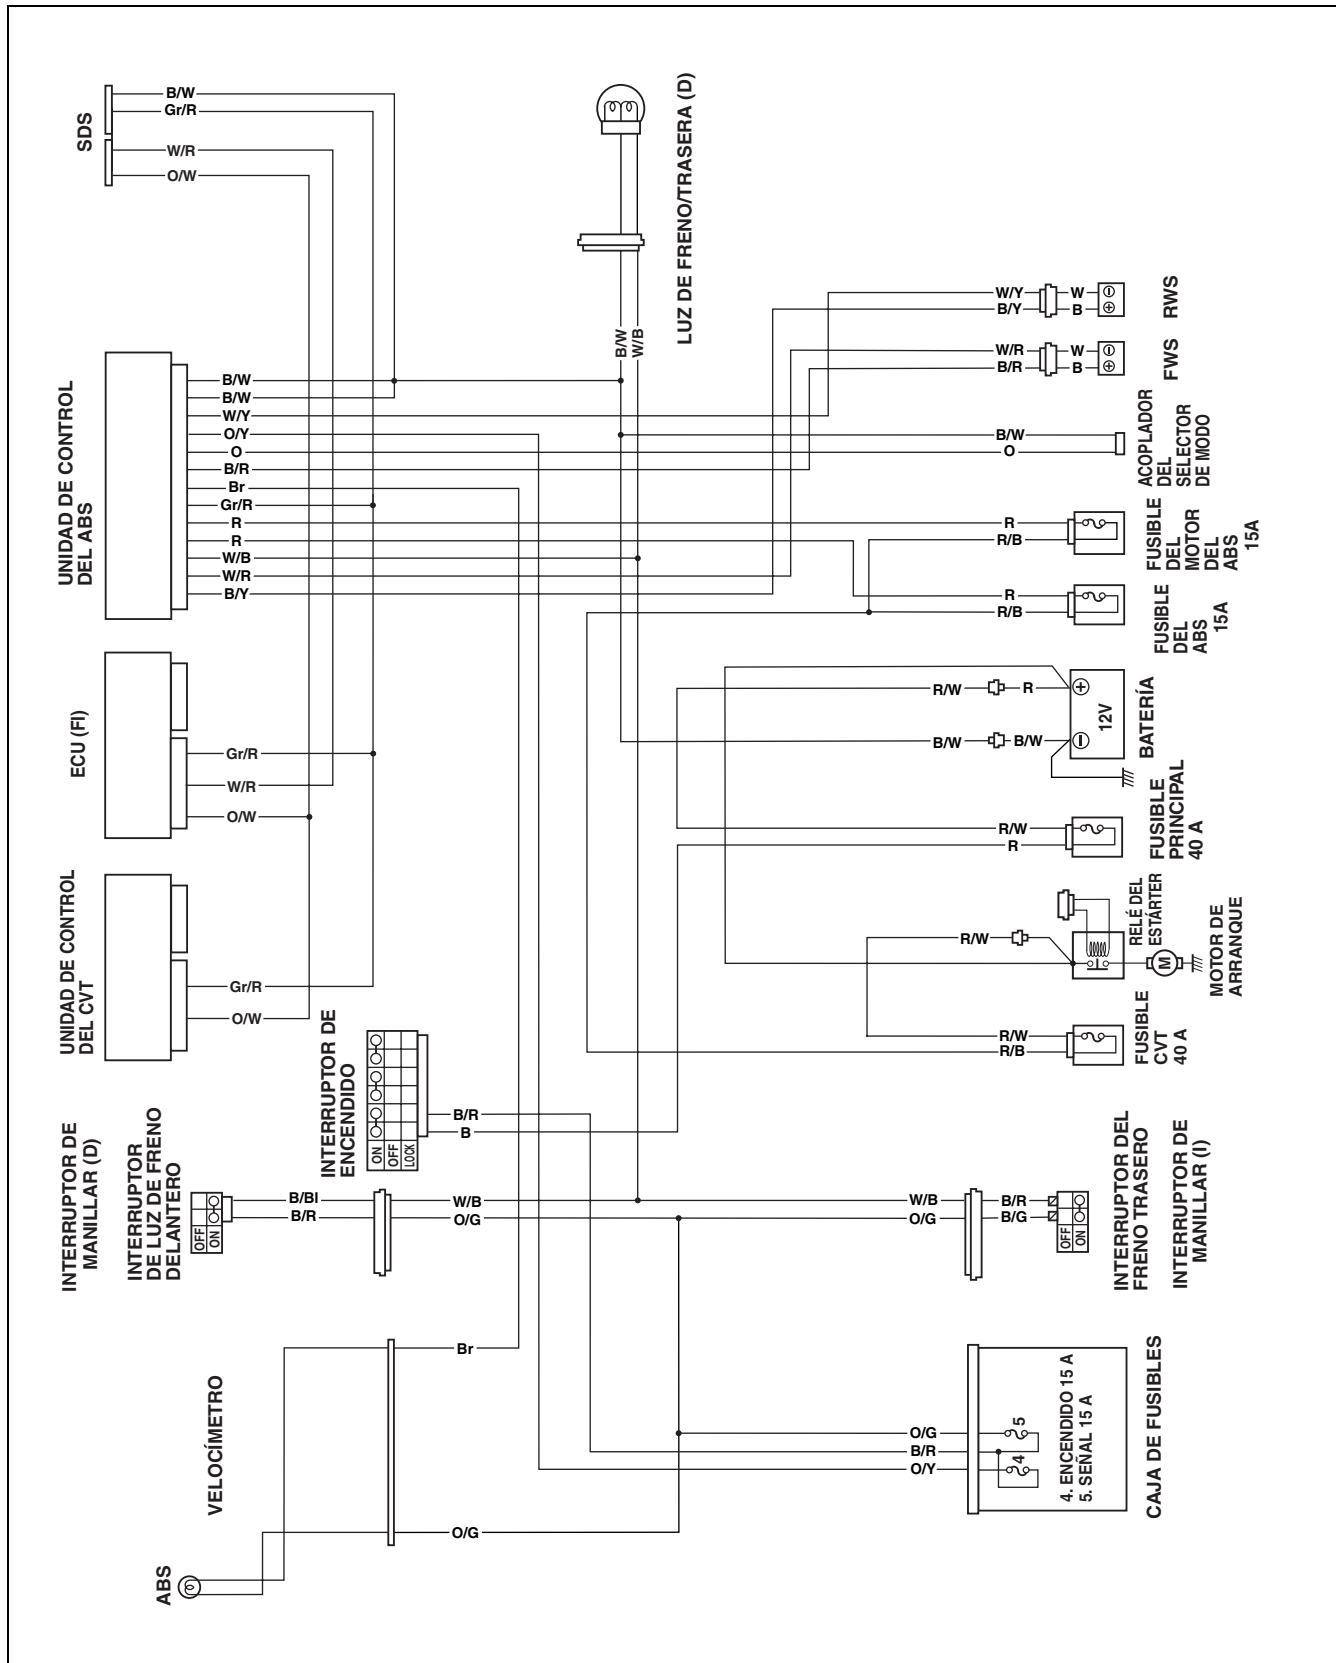 SDS
B/W
Gr/R
W/R
O/W
LUZ DE FRENO/TRASERA (D)
B/W
W/B
UNIDAD DE CONTROL
DEL ABS
B/W
B/W
W/Y
O/Y
O
B/R
Br
Gr/R
R
R
W/B
W/R
B/Y
W/Y
B/Y
W
B
RWS
W/R
B/R
W
B
FWS
B/W
O
ACOPLADOR
DEL
SELECTOR
DE MODO
R
R/B
FUSIBLE
DEL
MOTOR
DEL
ABS
15A
R
R/B
FUSIBLE
DEL
ABS
15A
ECU (FI)
Gr/R
W/R
O/W
R/W
R
B/W
B/W
12V
BATERÍA
R/W
R
FUSIBLE
PRINCIPAL
40 A
UNIDAD DE CONTROL
DEL CVT
Gr/R
O/W
R/W
RELÉ DEL
ESTÁRTER
M
MOTOR DE
ARRANQUE
R/W
R/B
FUSIBLE
CVT
40 A
INTERRUPTOR DE
ENCENDIDO
ON
OFF
LOCK
B/R
B
INTERRUPTOR DE
MANILLAR (D)
INTERRUPTOR
DE LUZ DE FRENO
DELANTERO
OFF
ON
B/Bl
B/R
W/B
O/G
W/B
O/G
B/R
B/G
OFF
ON
INTERRUPTOR DEL
FRENO TRASERO
INTERRUPTOR DE
MANILLAR (I)
VELOCÍMETRO
Br
O/G
ABS
O/G
B/R
O/Y
5
4
4. ENCENDIDO 15 A
5. SEÑAL 15 A
CAJA DE FUSIBLES